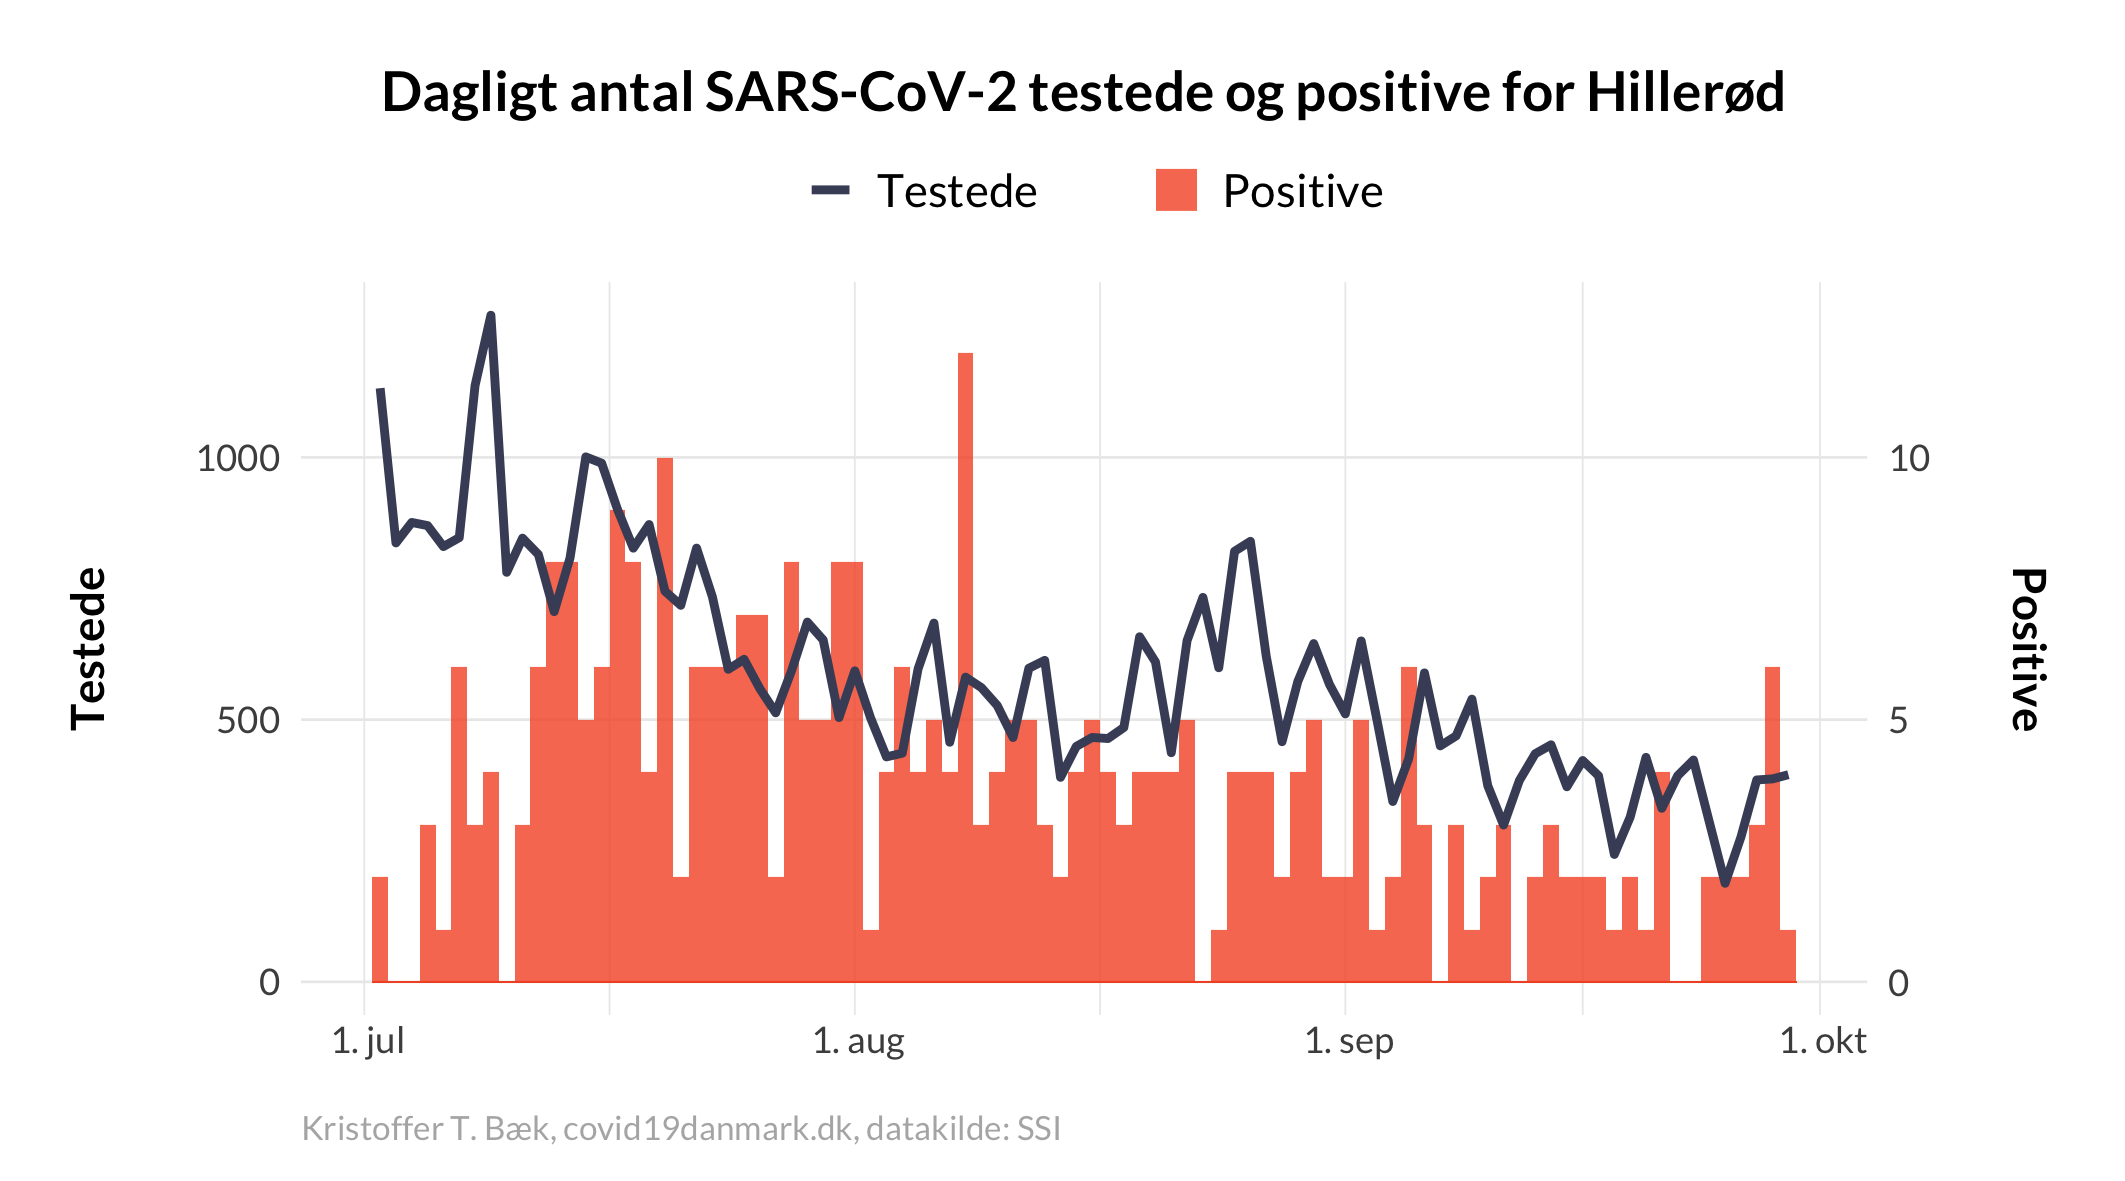 Dagligt antal SARS-CoV-2 testede og positive for Hillerød
Testede
Positive
1000
500
0
10
5
0
Testede
Positive
1. jul
1. aug
1. sep
1. okt
Kristoffer T. Bæk, covid19danmark.dk, datakilde: SSI